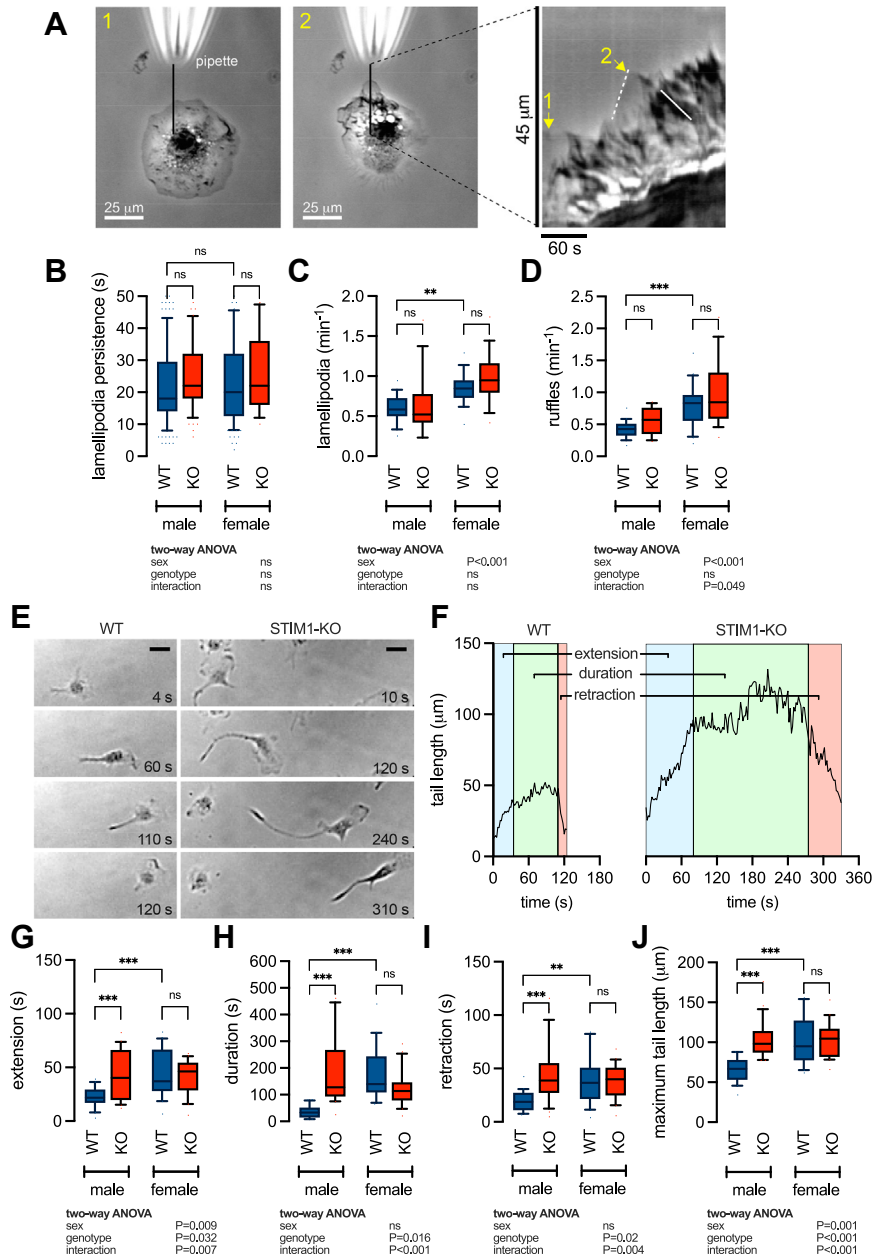 A
1
pipette
25 µm
2
25 µm
45 µm
1
2
60 s
B
lamellipodia persistence (s)
50
40
30
20
10
0
ns
ns
ns
WT
KO
WT
KO
male
female
two-way ANOVA
sex ns
genotype ns
interaction ns
C
lamellipodia (min-1)
2.0
1.5
1.0
0.5
0.0
**
ns
ns
WT
KO
WT
KO
male
female
two-way ANOVA
sex P<0.001
genotype ns
interaction ns
D
ruffles (min-1)
2.0
1.5
1.0
0.5
0.0
***
ns
ns
WT
KO
WT
KO
male
female
two-way ANOVA
sex P<0.001
genotype ns
interaction P=0.049
E
WT
STIM1-KO
4 s
10 s
60 s
120 s
110 s
240 s
120 s
310 s
F
WT
STIM1-KO
tail length (µm)
150
100
50
0
extension
duration
retraction
0 60 120 180
time (s)
0 60 120 180 240 300 360
time (s)
G
extension (s)
150
100
50
0
***
***
ns
WT
KO
WT
KO
male
female
two-way ANOVA
sex P=0.009
genotype P=0.032
interaction P=0.007
H
duration (s)
600
500
400
300
200
100
0
***
***
ns
WT
KO
WT
KO
male
female
two-way ANOVA
sex ns
genotype P=0.016
interaction P<0.001
I
retraction (s)
150
100
50
0
**
***
ns
WT
KO
WT
KO
male
female
two-way ANOVA
sex ns
genotype P=0.02
interaction P=0.004
J
maximum tail length (µm)
200
150
100
50
0
***
***
ns
WT
KO
WT
KO
male
female
two-way ANOVA
sex P=0.001
genotype P<0.001
interaction P<0.001